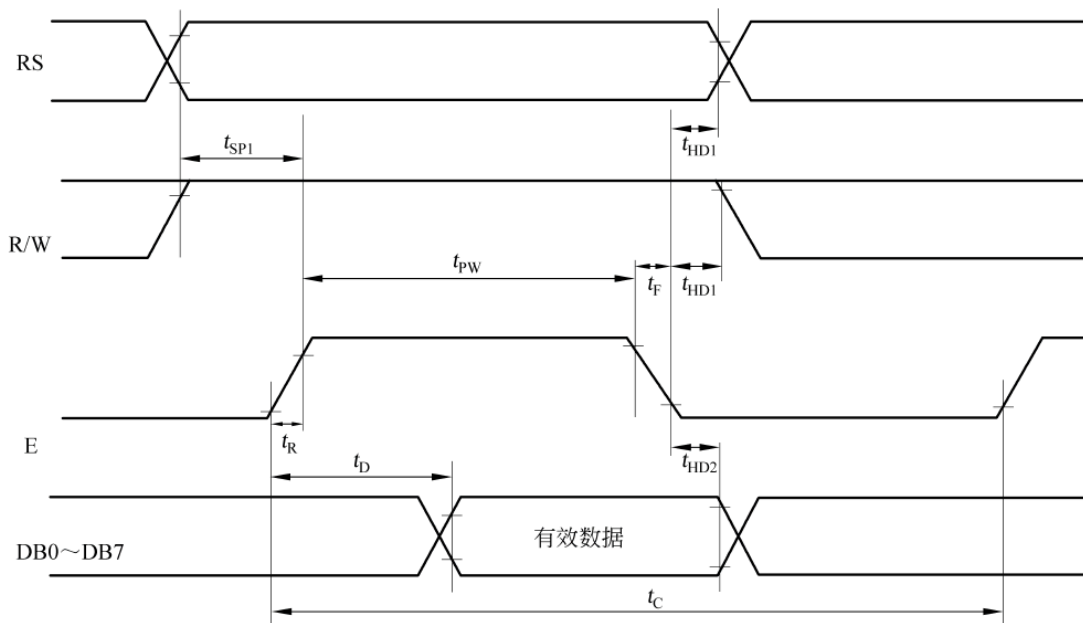 RS
tSP1
tHD1
R/W
tPW
tF
tHD1
E
tR
tD
tHD2
DB0～DB7
有效数据
tC